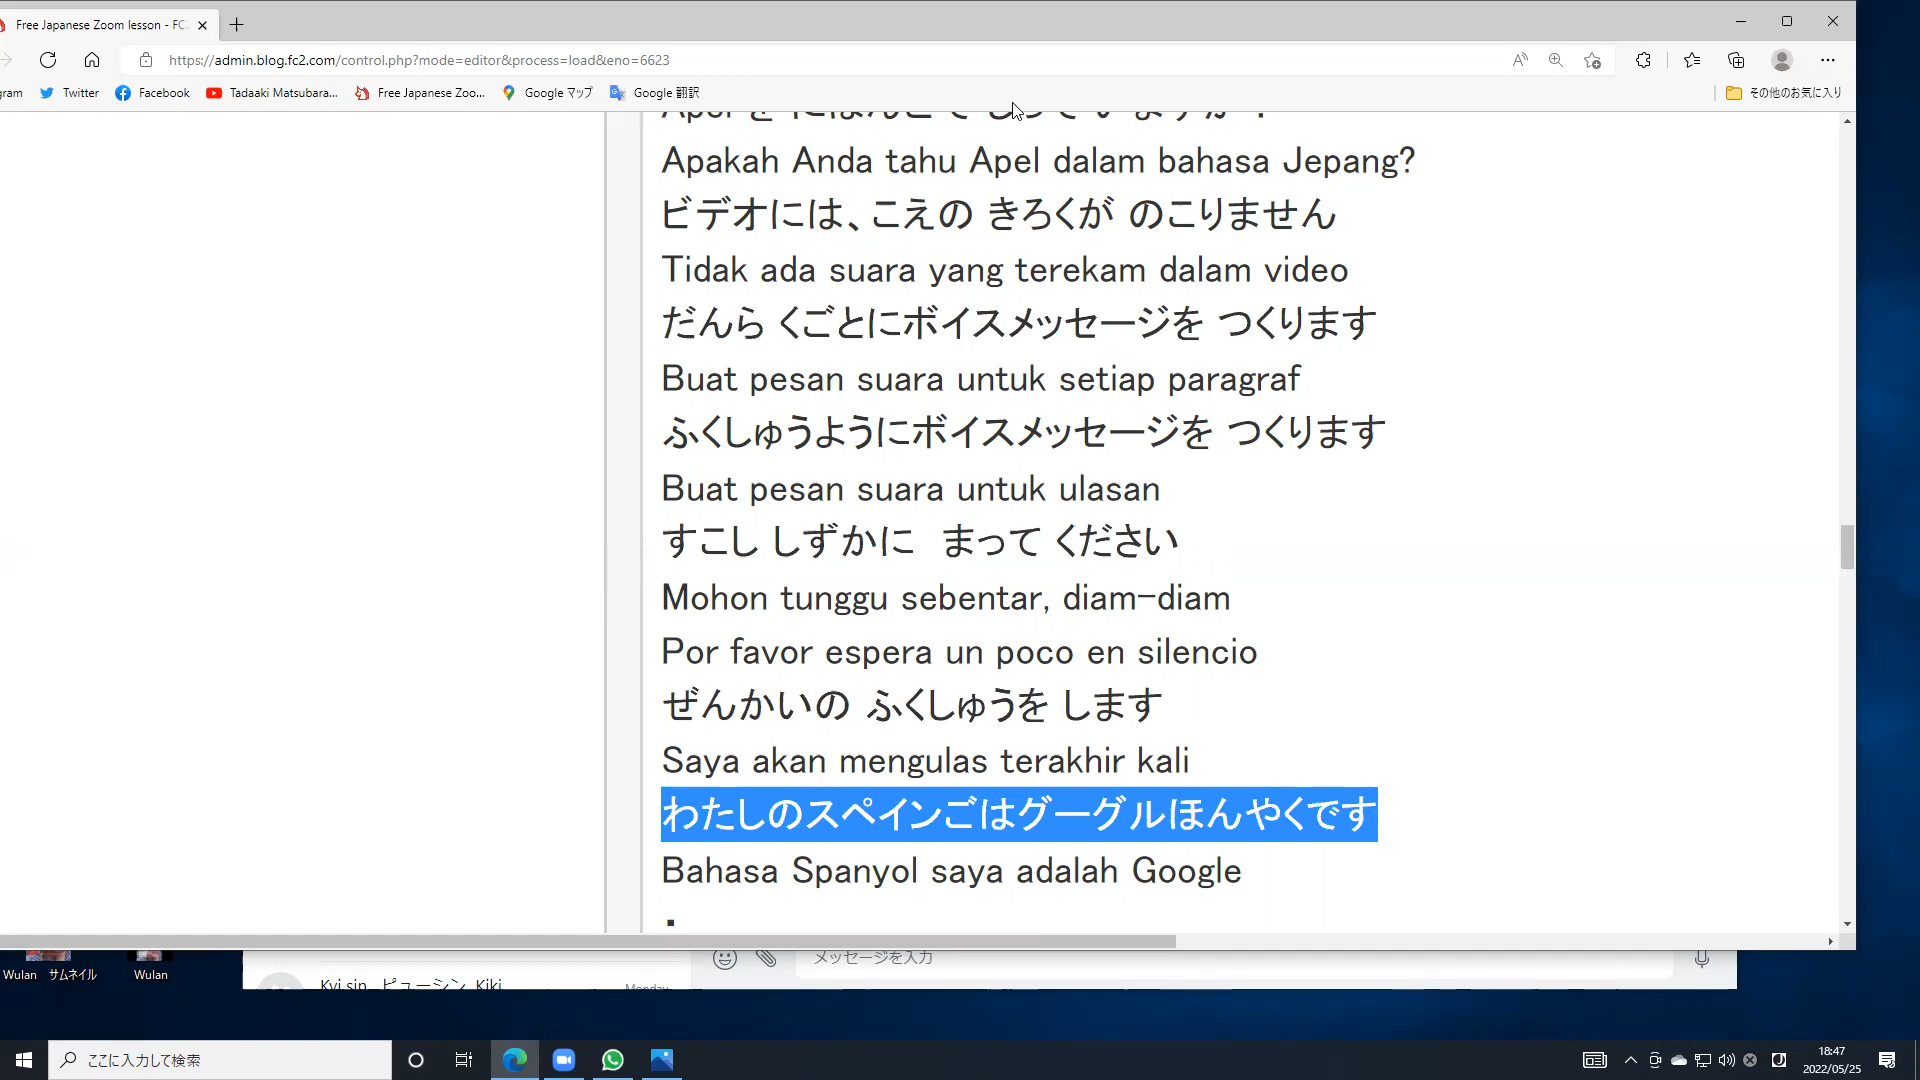 Free Japanese Zoom lesson - FC
https://admin.blog.fc2.com/control.php?mode=editor&process=load&eno=6623
gram Twitter Facebook Tadaaki Matsubara... Free Japanese Zoo... Google マップ Google 翻訳 その他のお気に入り
Apakah Anda tahu Apel dalam bahasa Jepang?
ビデオには、こえの きろくが のこりません
Tidak ada suara yang terekam dalam video
だんら くごとにボイスメッセージを つくります
Buat pesan suara untuk setiap paragraf
ふくしゅうようにボイスメッセージを つくります
Buat pesan suara untuk ulasan
すこし しずかに　まって ください
Mohon tunggu sebentar, diam-diam
Por favor espera un poco en silencio
ぜんかいの ふくしゅうを します
Saya akan mengulas terakhir kali
わたしのスペインごはグーグルほんやくです
Bahasa Spanyol saya adalah Google
Wulan サムネイル Wulan
メッセージを入力
Kyi.sin ピューシン Kiki
Monday
ここに入力して検索
18:47
2022/05/25